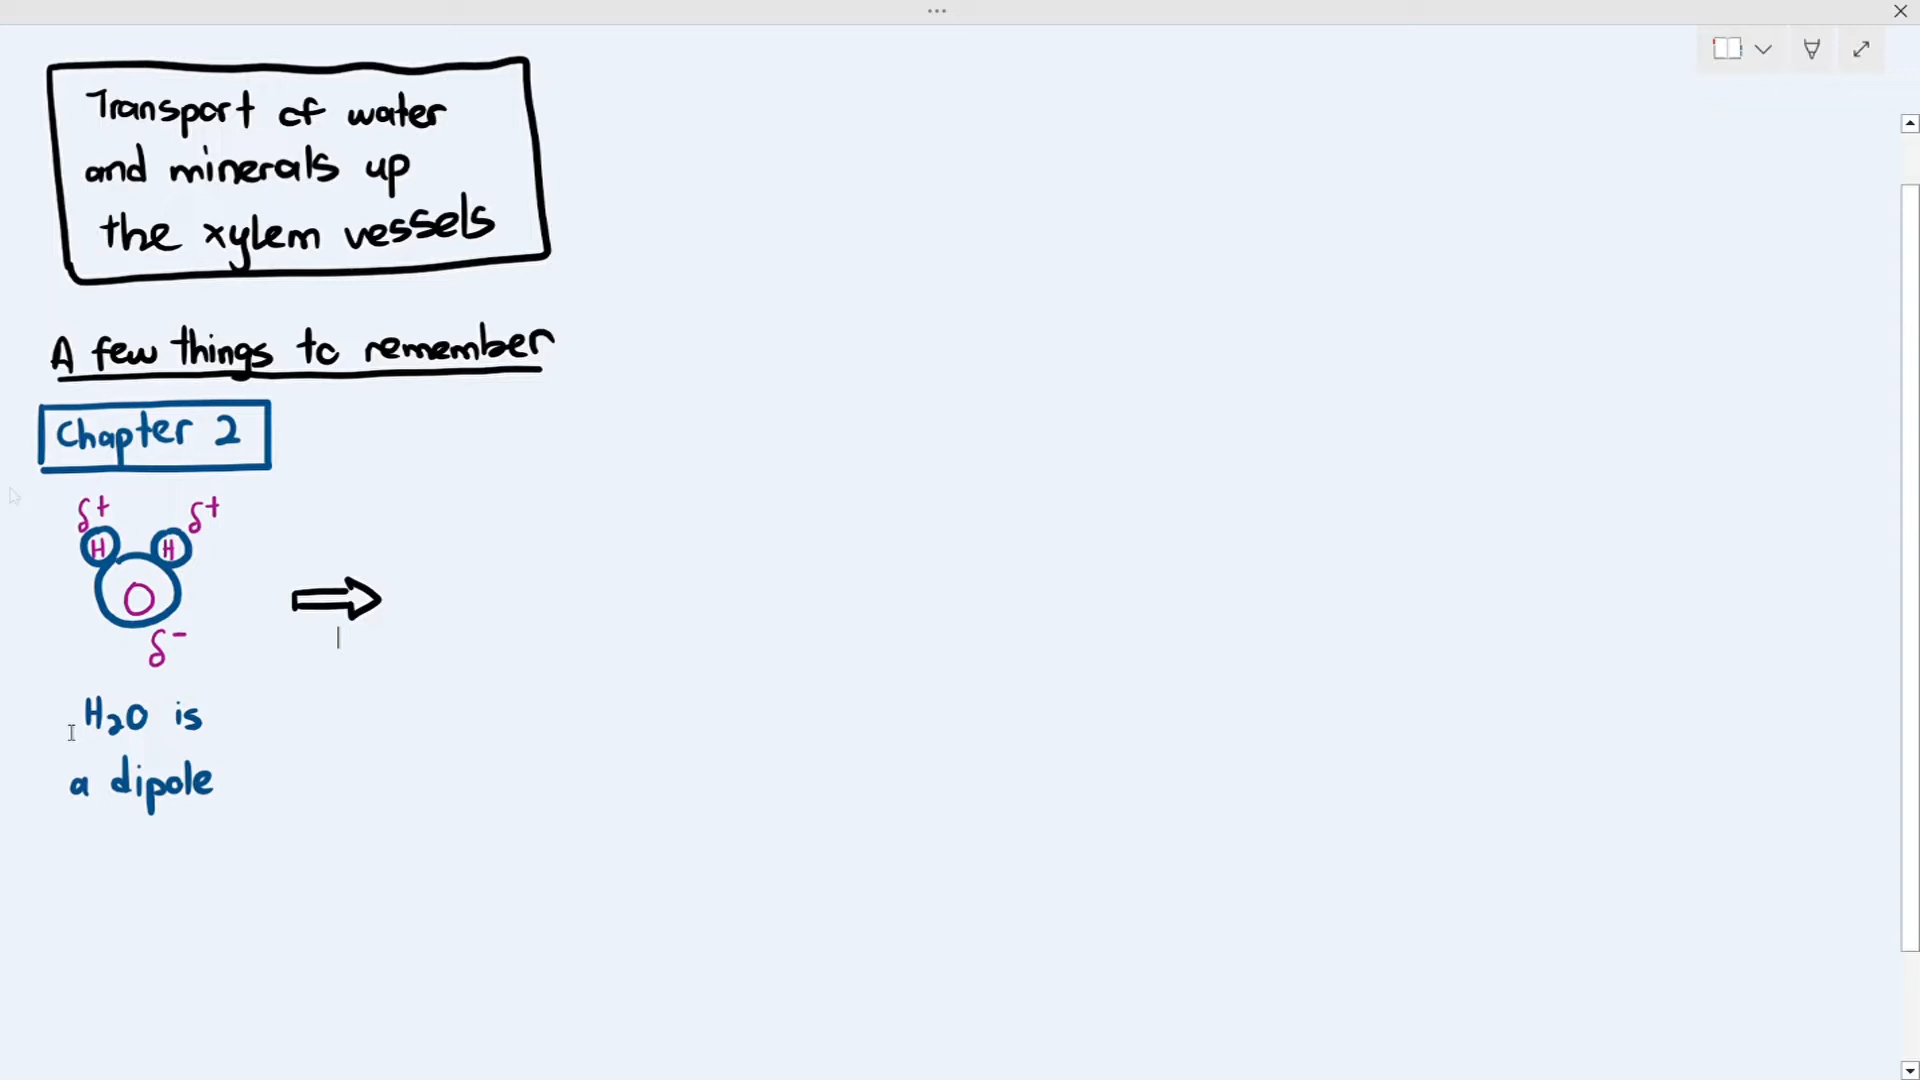 Transport of water
and minerals up
the xylem vessels
A few things to remember
Chapter 2
δ+ δ+
H H
O
δ-
H₂O is
a dipole